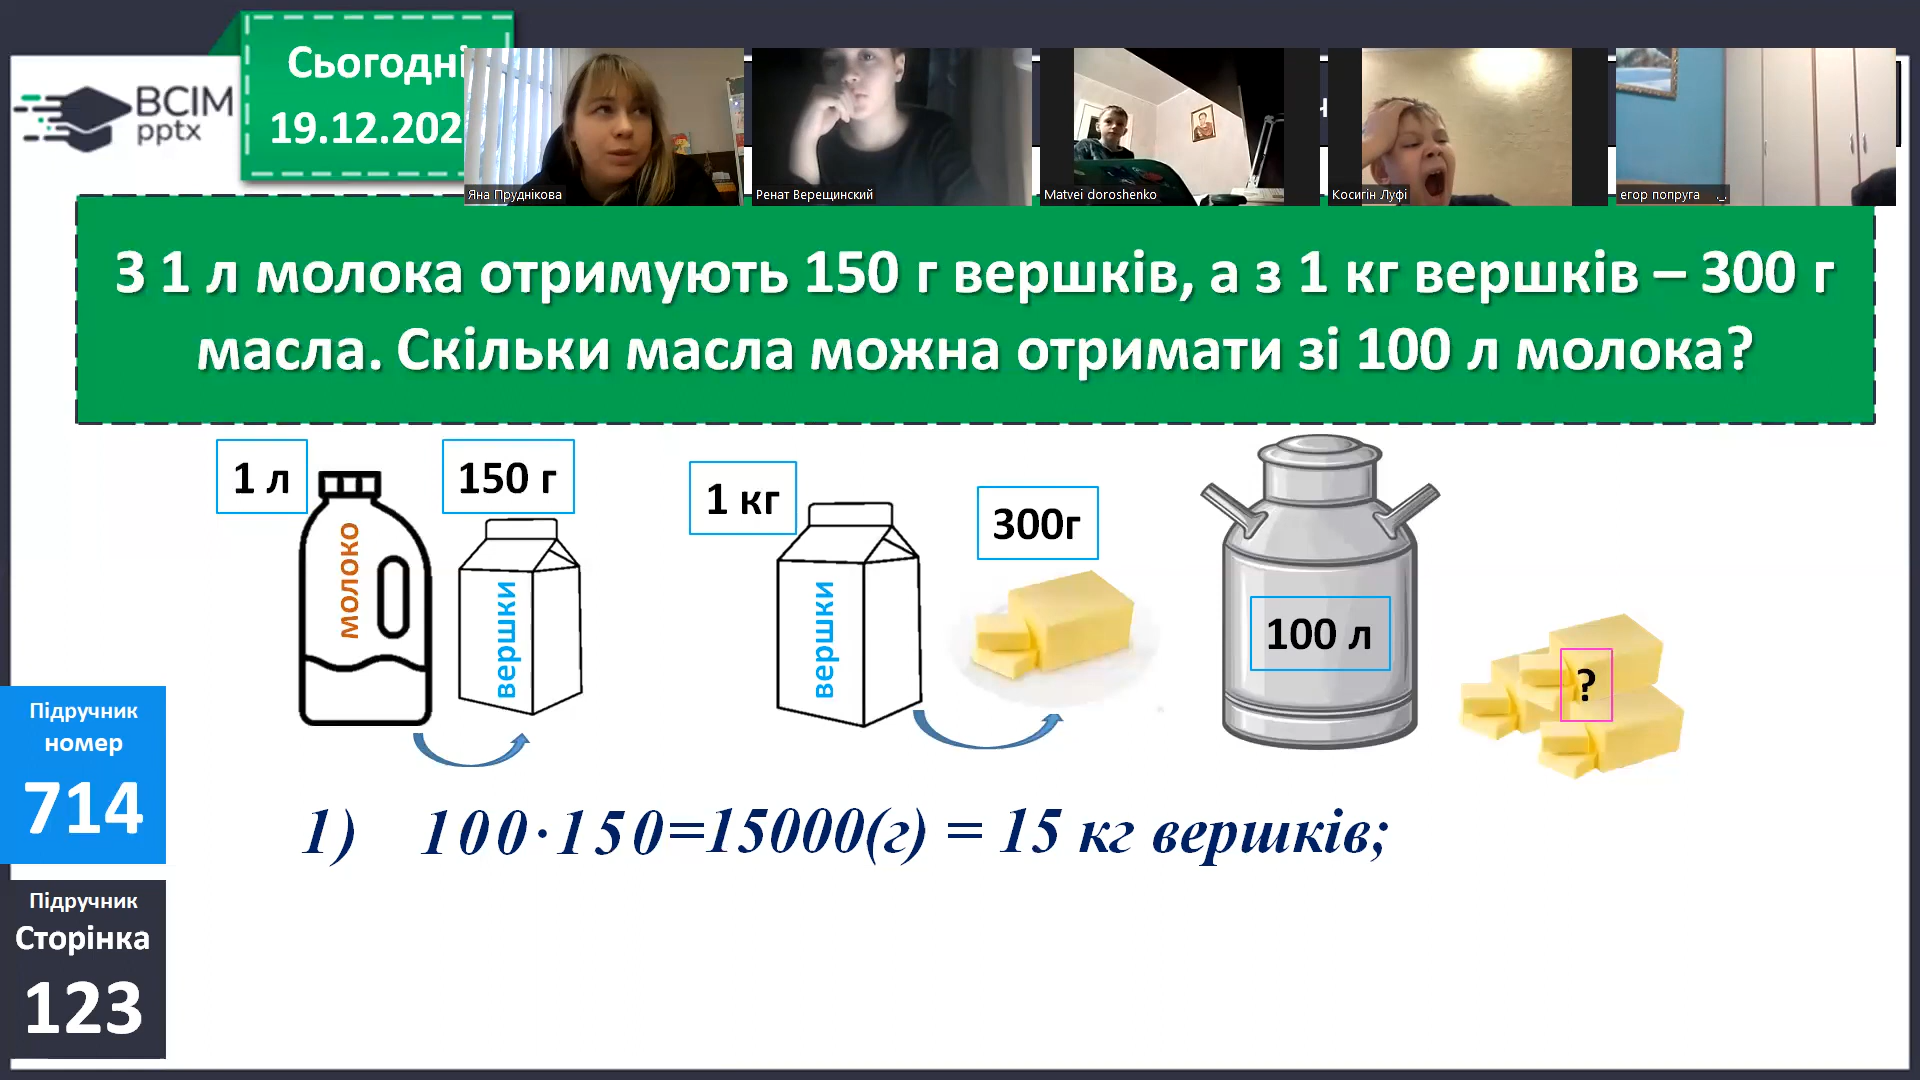 Сьогодні
19.12.202
ВСІМ
pptx
Яна Пруднікова
Ренат Верещинский
Matvei doroshenko
Косигін Луфі
егор попруга ._.
З 1 л молока отримують 150 г вершків, а з 1 кг вершків – 300 г
масла. Скільки масла можна отримати зі 100 л молока?
1 л
150 г
1 кг
300г
молоко
вершки
вершки
100 л
?
Підручник
номер
714
1) 100·150=15000(г) = 15 кг вершків;
Підручник
Сторінка
123